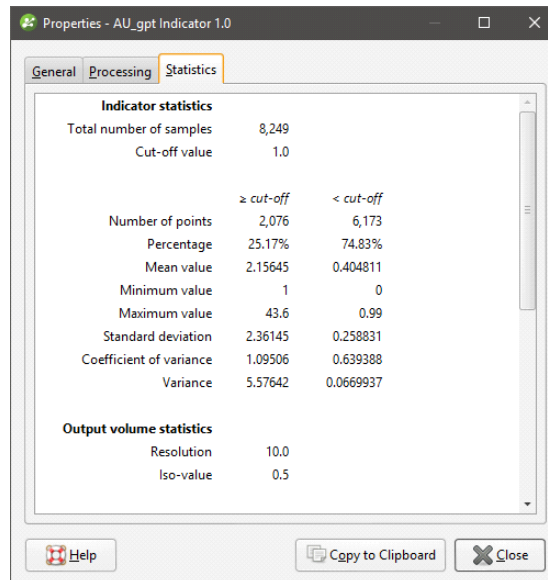 Properties - AU_gpt Indicator 1.0
General Processing Statistics
Indicator statistics
Total number of samples 8,249
Cut-off value 1.0
≥ cut-off < cut-off
Number of points 2,076 6,173
Percentage 25.17% 74.83%
Mean value 2.15645 0.404811
Minimum value 1 0
Maximum value 43.6 0.99
Standard deviation 2.36145 0.258831
Coefficient of variance 1.09506 0.639388
Variance 5.57642 0.0669937
Output volume statistics
Resolution 10.0
Iso-value 0.5
Help Copy to Clipboard Close